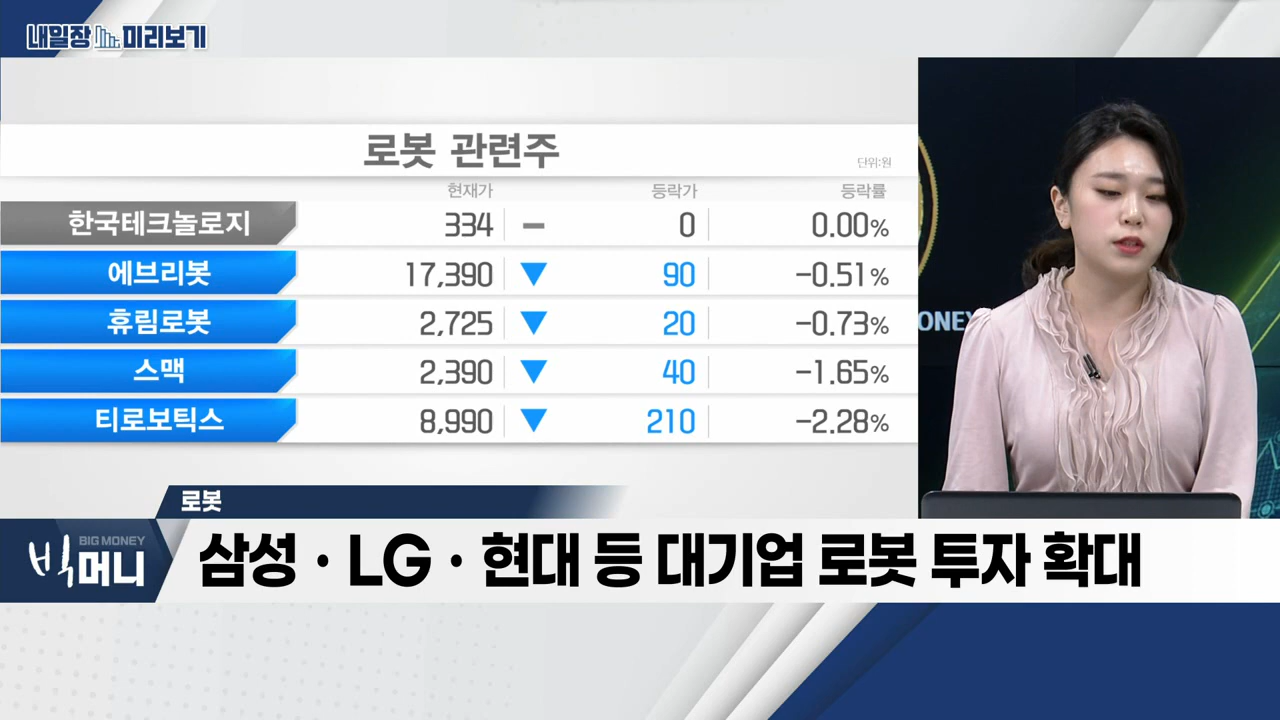 내일장 미리보기
로봇 관련주
단위:원
현재가 등락가 등락률
한국테크놀로지 334 － 0 0.00%
에브리봇 17,390 ▼ 90 -0.51%
휴림로봇 2,725 ▼ 20 -0.73%
스맥 2,390 ▼ 40 -1.65%
티로보틱스 8,990 ▼ 210 -2.28%
ONEY
로봇
BIG MONEY
빅머니
삼성·LG·현대 등 대기업 로봇 투자 확대